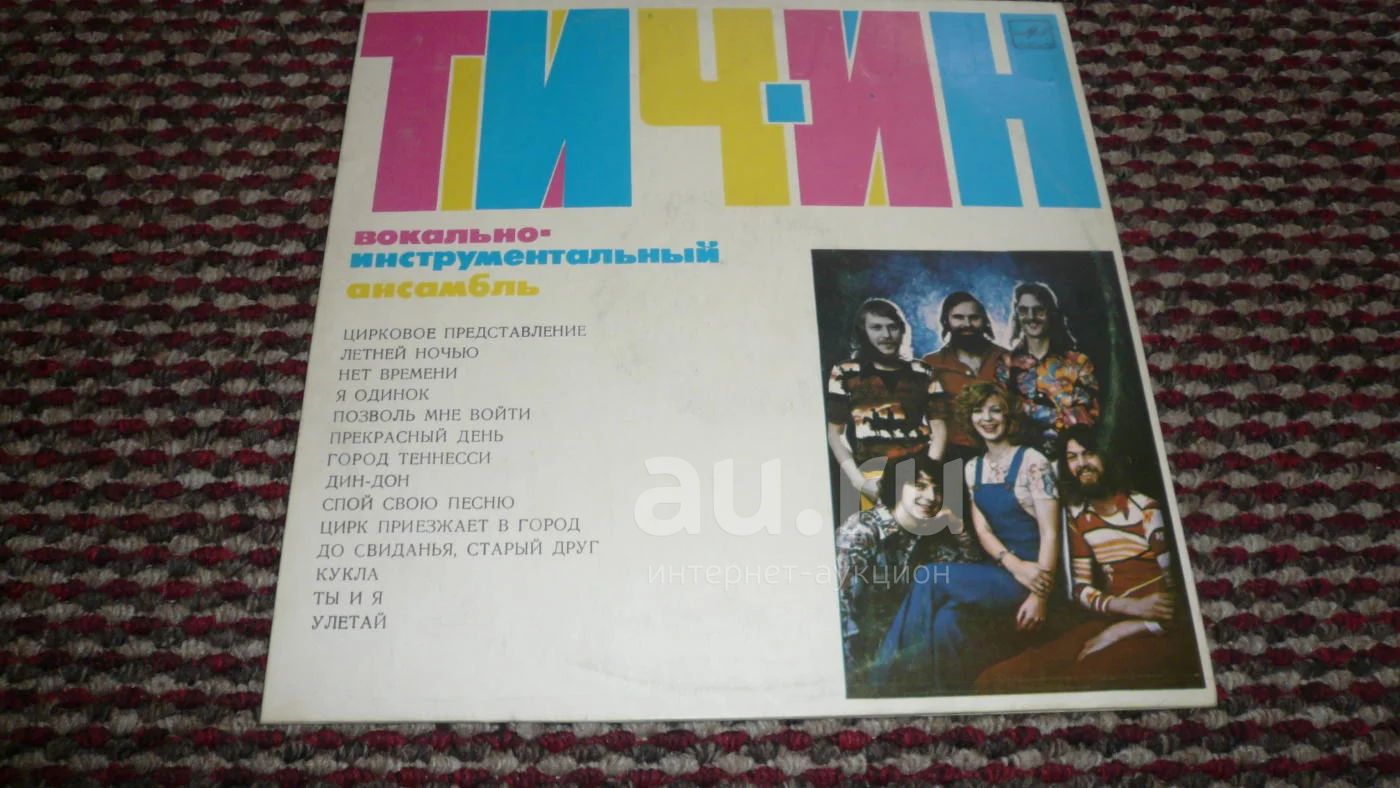 ТИЧ-ИН
вокально-
инструментальный
ансамбль
ЦИРКОВОЕ ПРЕДСТАВЛЕНИЕ
ЛЕТНЕЙ НОЧЬЮ
НЕТ ВРЕМЕНИ
Я ОДИНОК
ПОЗВОЛЬ МНЕ ВОЙТИ
ПРЕКРАСНЫЙ ДЕНЬ
ГОРОД ТЕННЕССИ
ДИН-ДОН
СПОЙ СВОЮ ПЕСНЮ
ЦИРК ПРИЕЗЖАЕТ В ГОРОД
ДО СВИДАНЬЯ, СТАРЫЙ ДРУГ
КУКЛА
ТЫ И Я
УЛЕТАЙ
au.ru
интернет-аукцион